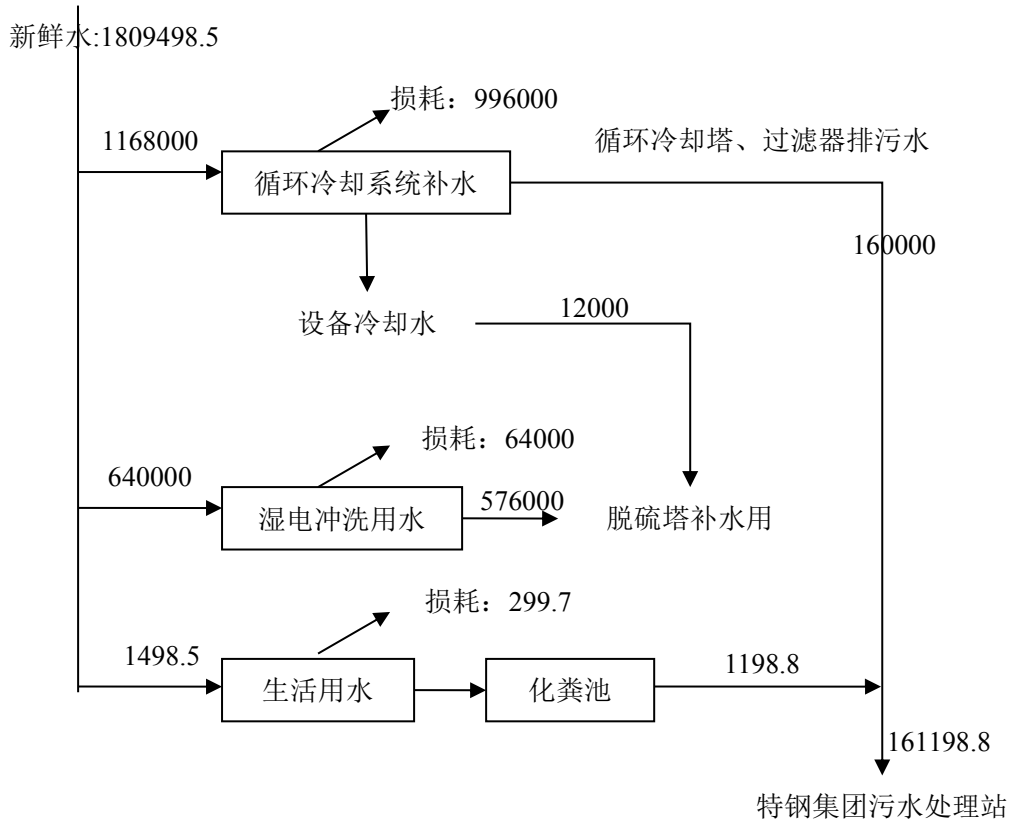 新鲜水:1809498.5
损耗：996000
1168000
循环冷却塔、过滤器排污水
循环冷却系统补水
160000
12000
设备冷却水
损耗：64000
640000
576000
湿电冲洗用水
脱硫塔补水用
损耗：299.7
1498.5
1198.8
生活用水
化粪池
161198.8
特钢集团污水处理站